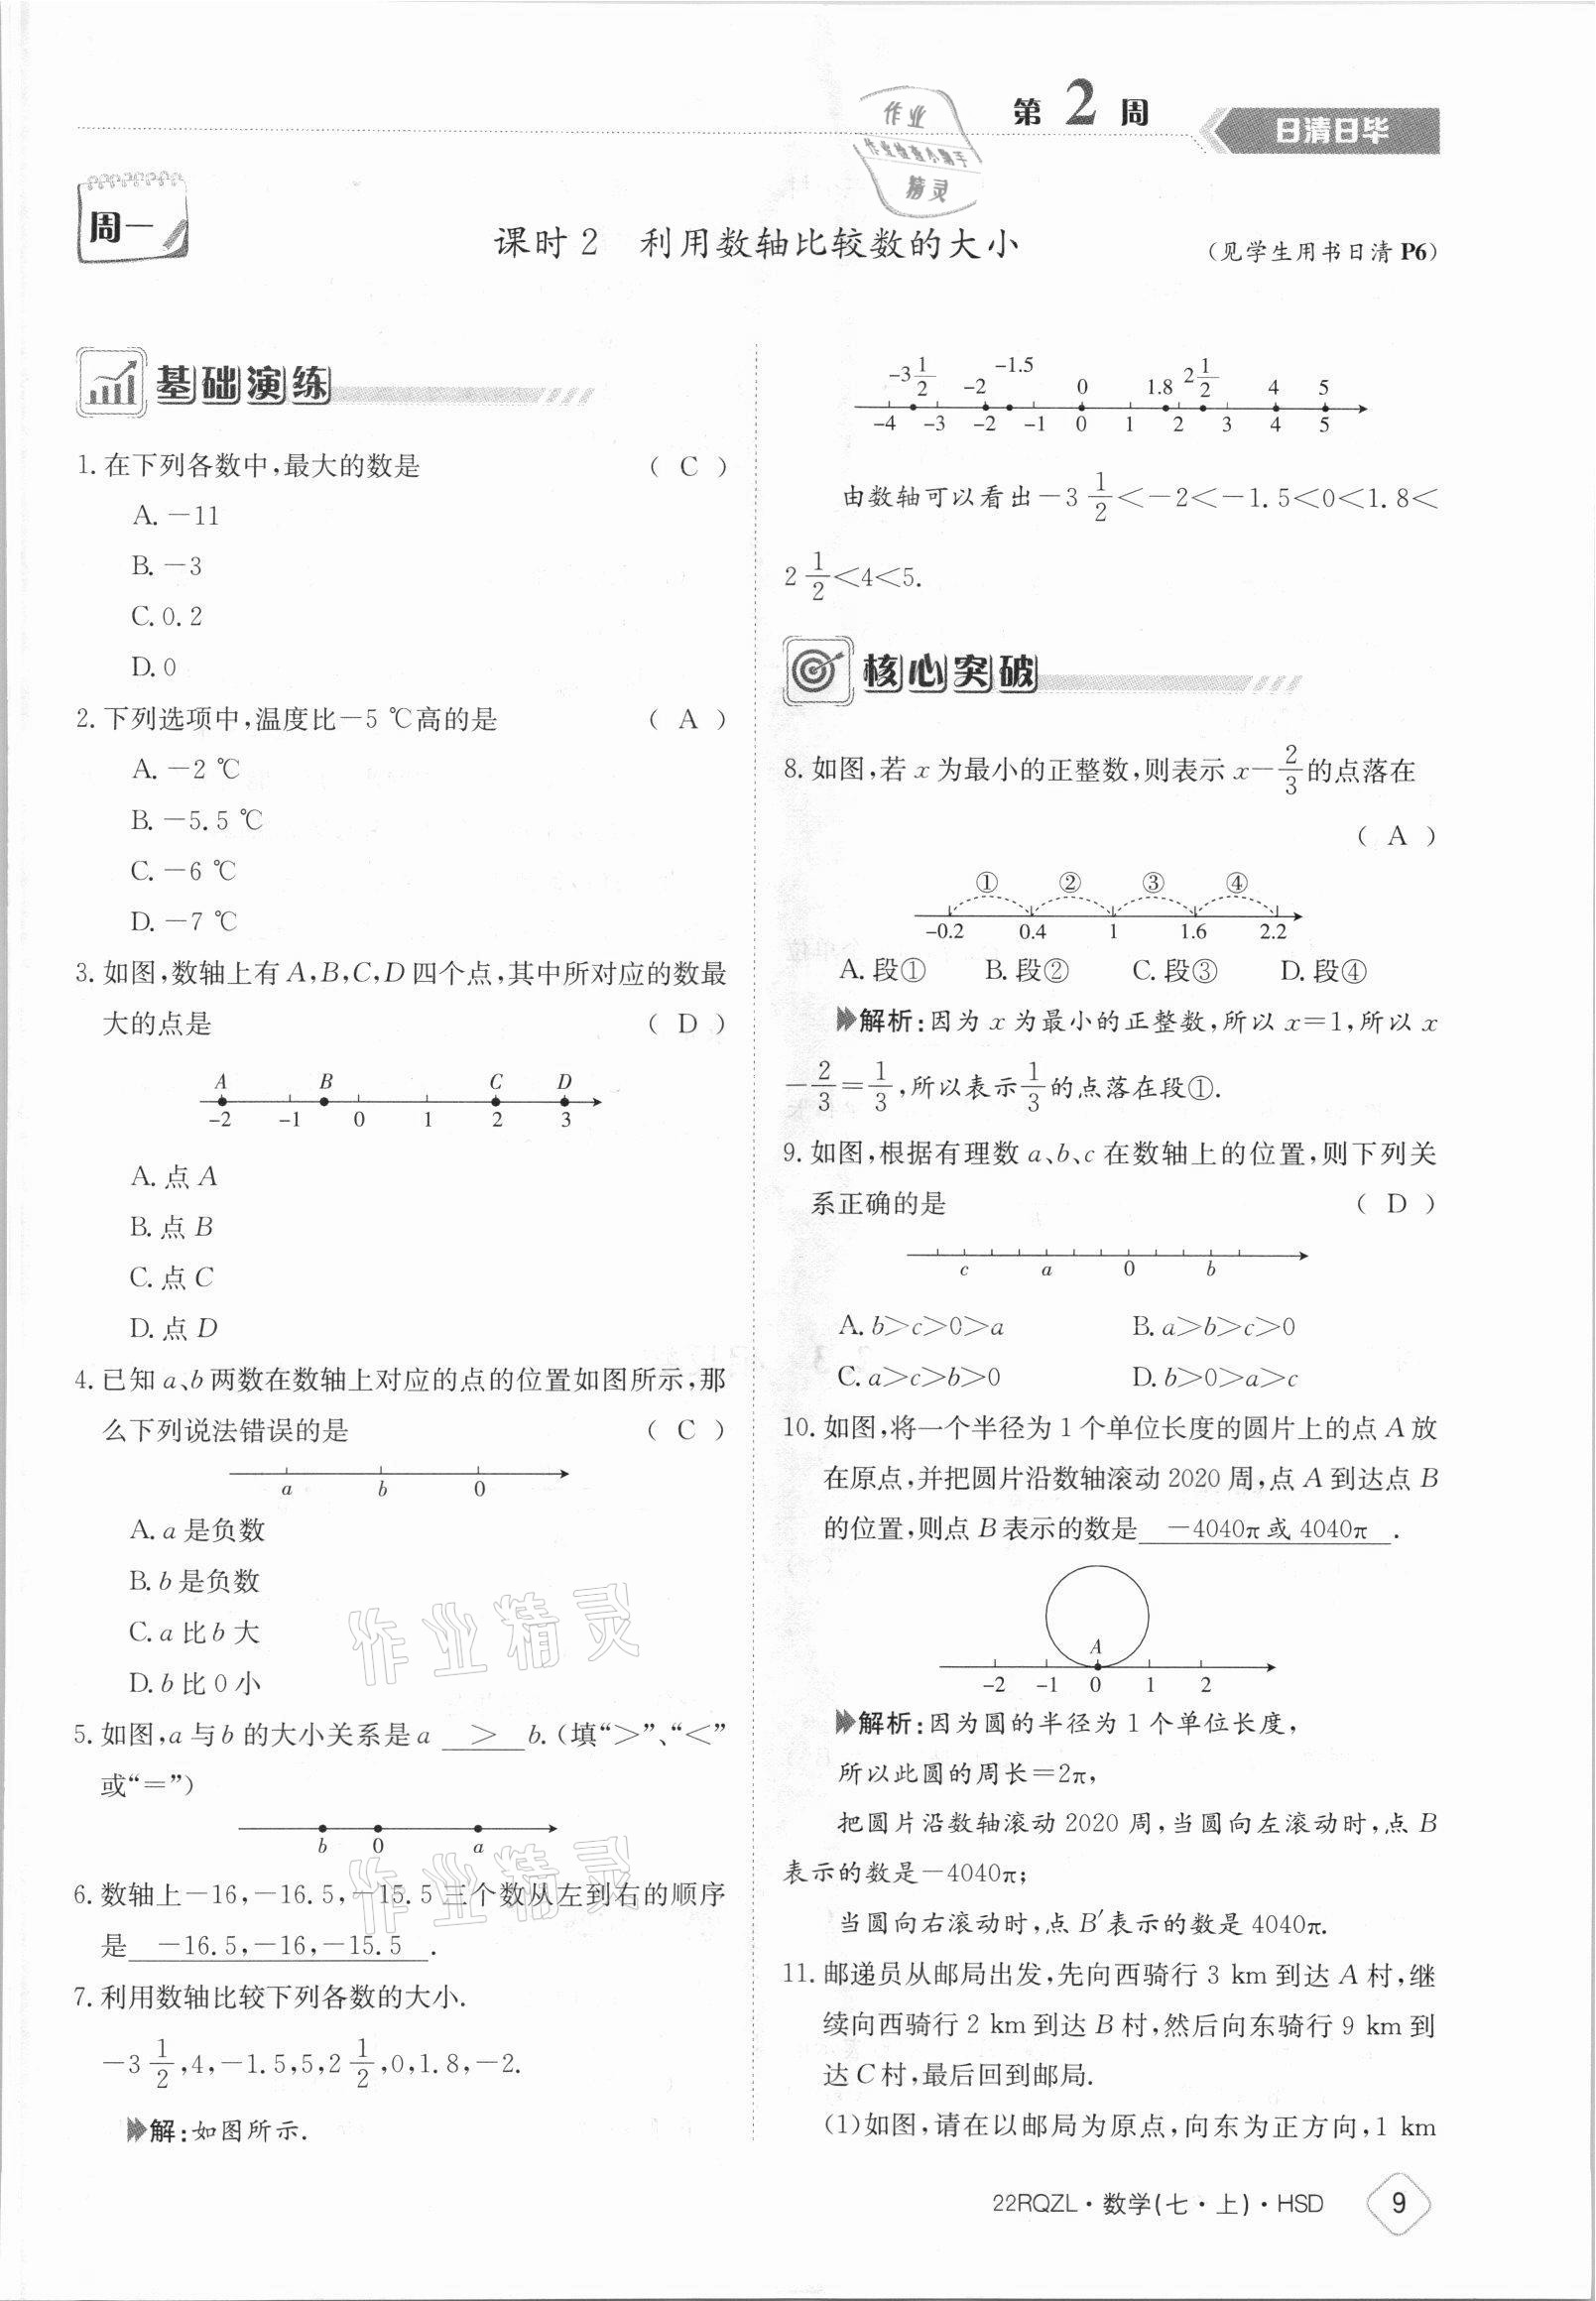 第 2 周
日清日毕
作业
作业检查小帮手
精灵
周一
课时2 利用数轴比较数的大小
(见学生用书日清 P6)
基础演练
1. 在下列各数中,最大的数是 ( C )
A. －11
B. －3
C. 0.2
D. 0
2. 下列选项中,温度比－5 ℃高的是 ( A )
A. －2 ℃
B. －5.5 ℃
C. －6 ℃
D. －7 ℃
3. 如图,数轴上有 A,B,C,D 四个点,其中所对应的数最
大的点是 ( D )
A B C D
-2 -1 0 1 2 3
A. 点 A
B. 点 B
C. 点 C
D. 点 D
4. 已知 a、b 两数在数轴上对应的点的位置如图所示,那
么下列说法错误的是 ( C )
a b 0
A. a 是负数
B. b 是负数
C. a 比 b 大
D. b 比 0 小
5. 如图,a 与 b 的大小关系是 a ＞ b.(填“＞”、“＜”
或“＝”)
b 0 a
6. 数轴上－16,－16.5,－15.5 三个数从左到右的顺序
是 －16.5,－16,－15.5 .
7. 利用数轴比较下列各数的大小.
－3 1/2,4,－1.5,5,2 1/2,0,1.8,－2.
解:如图所示.
作业精灵
作业精灵
-3 1/2 -2 -1.5 0 1.8 2 1/2 4 5
-4 -3 -2 -1 0 1 2 3 4 5
由数轴可以看出－3 1/2＜－2＜－1.5＜0＜1.8＜
2 1/2＜4＜5.
核心突破
8. 如图,若 x 为最小的正整数,则表示 x－2/3的点落在
( A )
① ② ③ ④
-0.2 0.4 1 1.6 2.2
A. 段① B. 段② C. 段③ D. 段④
解析:因为 x 为最小的正整数,所以 x＝1,所以 x
－2/3＝1/3,所以表示1/3的点落在段①.
9. 如图,根据有理数 a、b、c 在数轴上的位置,则下列关
系正确的是 ( D )
c a 0 b
A. b＞c＞0＞a B. a＞b＞c＞0
C. a＞c＞b＞0 D. b＞0＞a＞c
10. 如图,将一个半径为 1 个单位长度的圆片上的点 A 放
在原点,并把圆片沿数轴滚动 2020 周,点 A 到达点 B
的位置,则点 B 表示的数是 －4040π 或 4040π .
A
-2 -1 0 1 2
解析:因为圆的半径为 1 个单位长度,
所以此圆的周长＝2π,
把圆片沿数轴滚动 2020 周,当圆向左滚动时,点 B
表示的数是－4040π;
当圆向右滚动时,点 B′表示的数是 4040π.
11. 邮递员从邮局出发,先向西骑行 3 km 到达 A 村,继
续向西骑行 2 km 到达 B 村,然后向东骑行 9 km 到
达 C 村,最后回到邮局.
(1)如图,请在以邮局为原点,向东为正方向,1 km
22RQZL·数学(七·上)·HSD 9